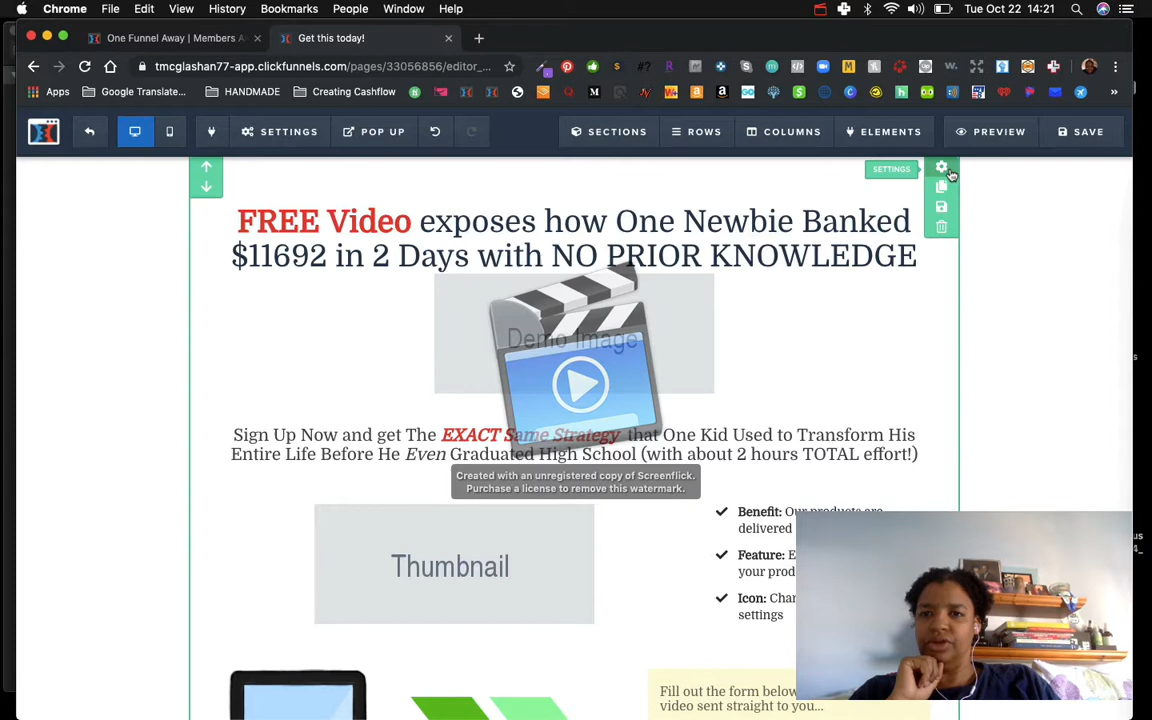 Chrome File Edit View History Bookmarks People Window Help Tue Oct 22 14:21
One Funnel Away | Members A Get this today!
tmcglashan77-app.clickfunnels.com/pages/33056856/editor_...
Apps Google Translate... HANDMADE Creating Cashflow
SETTINGS POP UP SECTIONS ROWS COLUMNS ELEMENTS PREVIEW SAVE
SETTINGS
FREE Video exposes how One Newbie Banked
$11692 in 2 Days with NO PRIOR KNOWLEDGE
Demo Image
Sign Up Now and get The EXACT Same Strategy that One Kid Used to Transform His
Entire Life Before He Even Graduated High School (with about 2 hours TOTAL effort!)
Created with an unregistered copy of Screenflick.
Purchase a license to remove this watermark.
Thumbnail
Benefit: Our products are
delivered
Feature: E
your prod
Icon: Chan
settings
Fill out the form below
video sent straight to you...